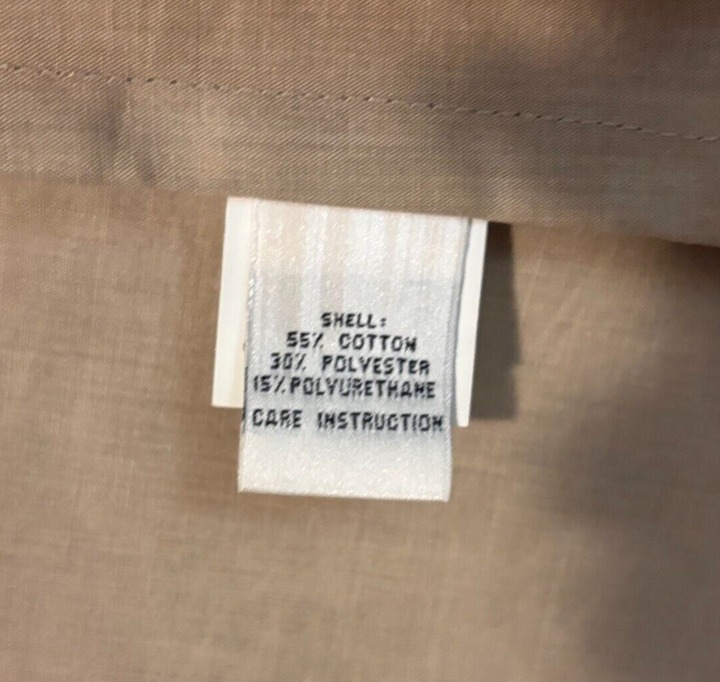 SHELL:
55% COTTON
30% POLYESTER
15% POLYURETHANE
CARE INSTRUCTION